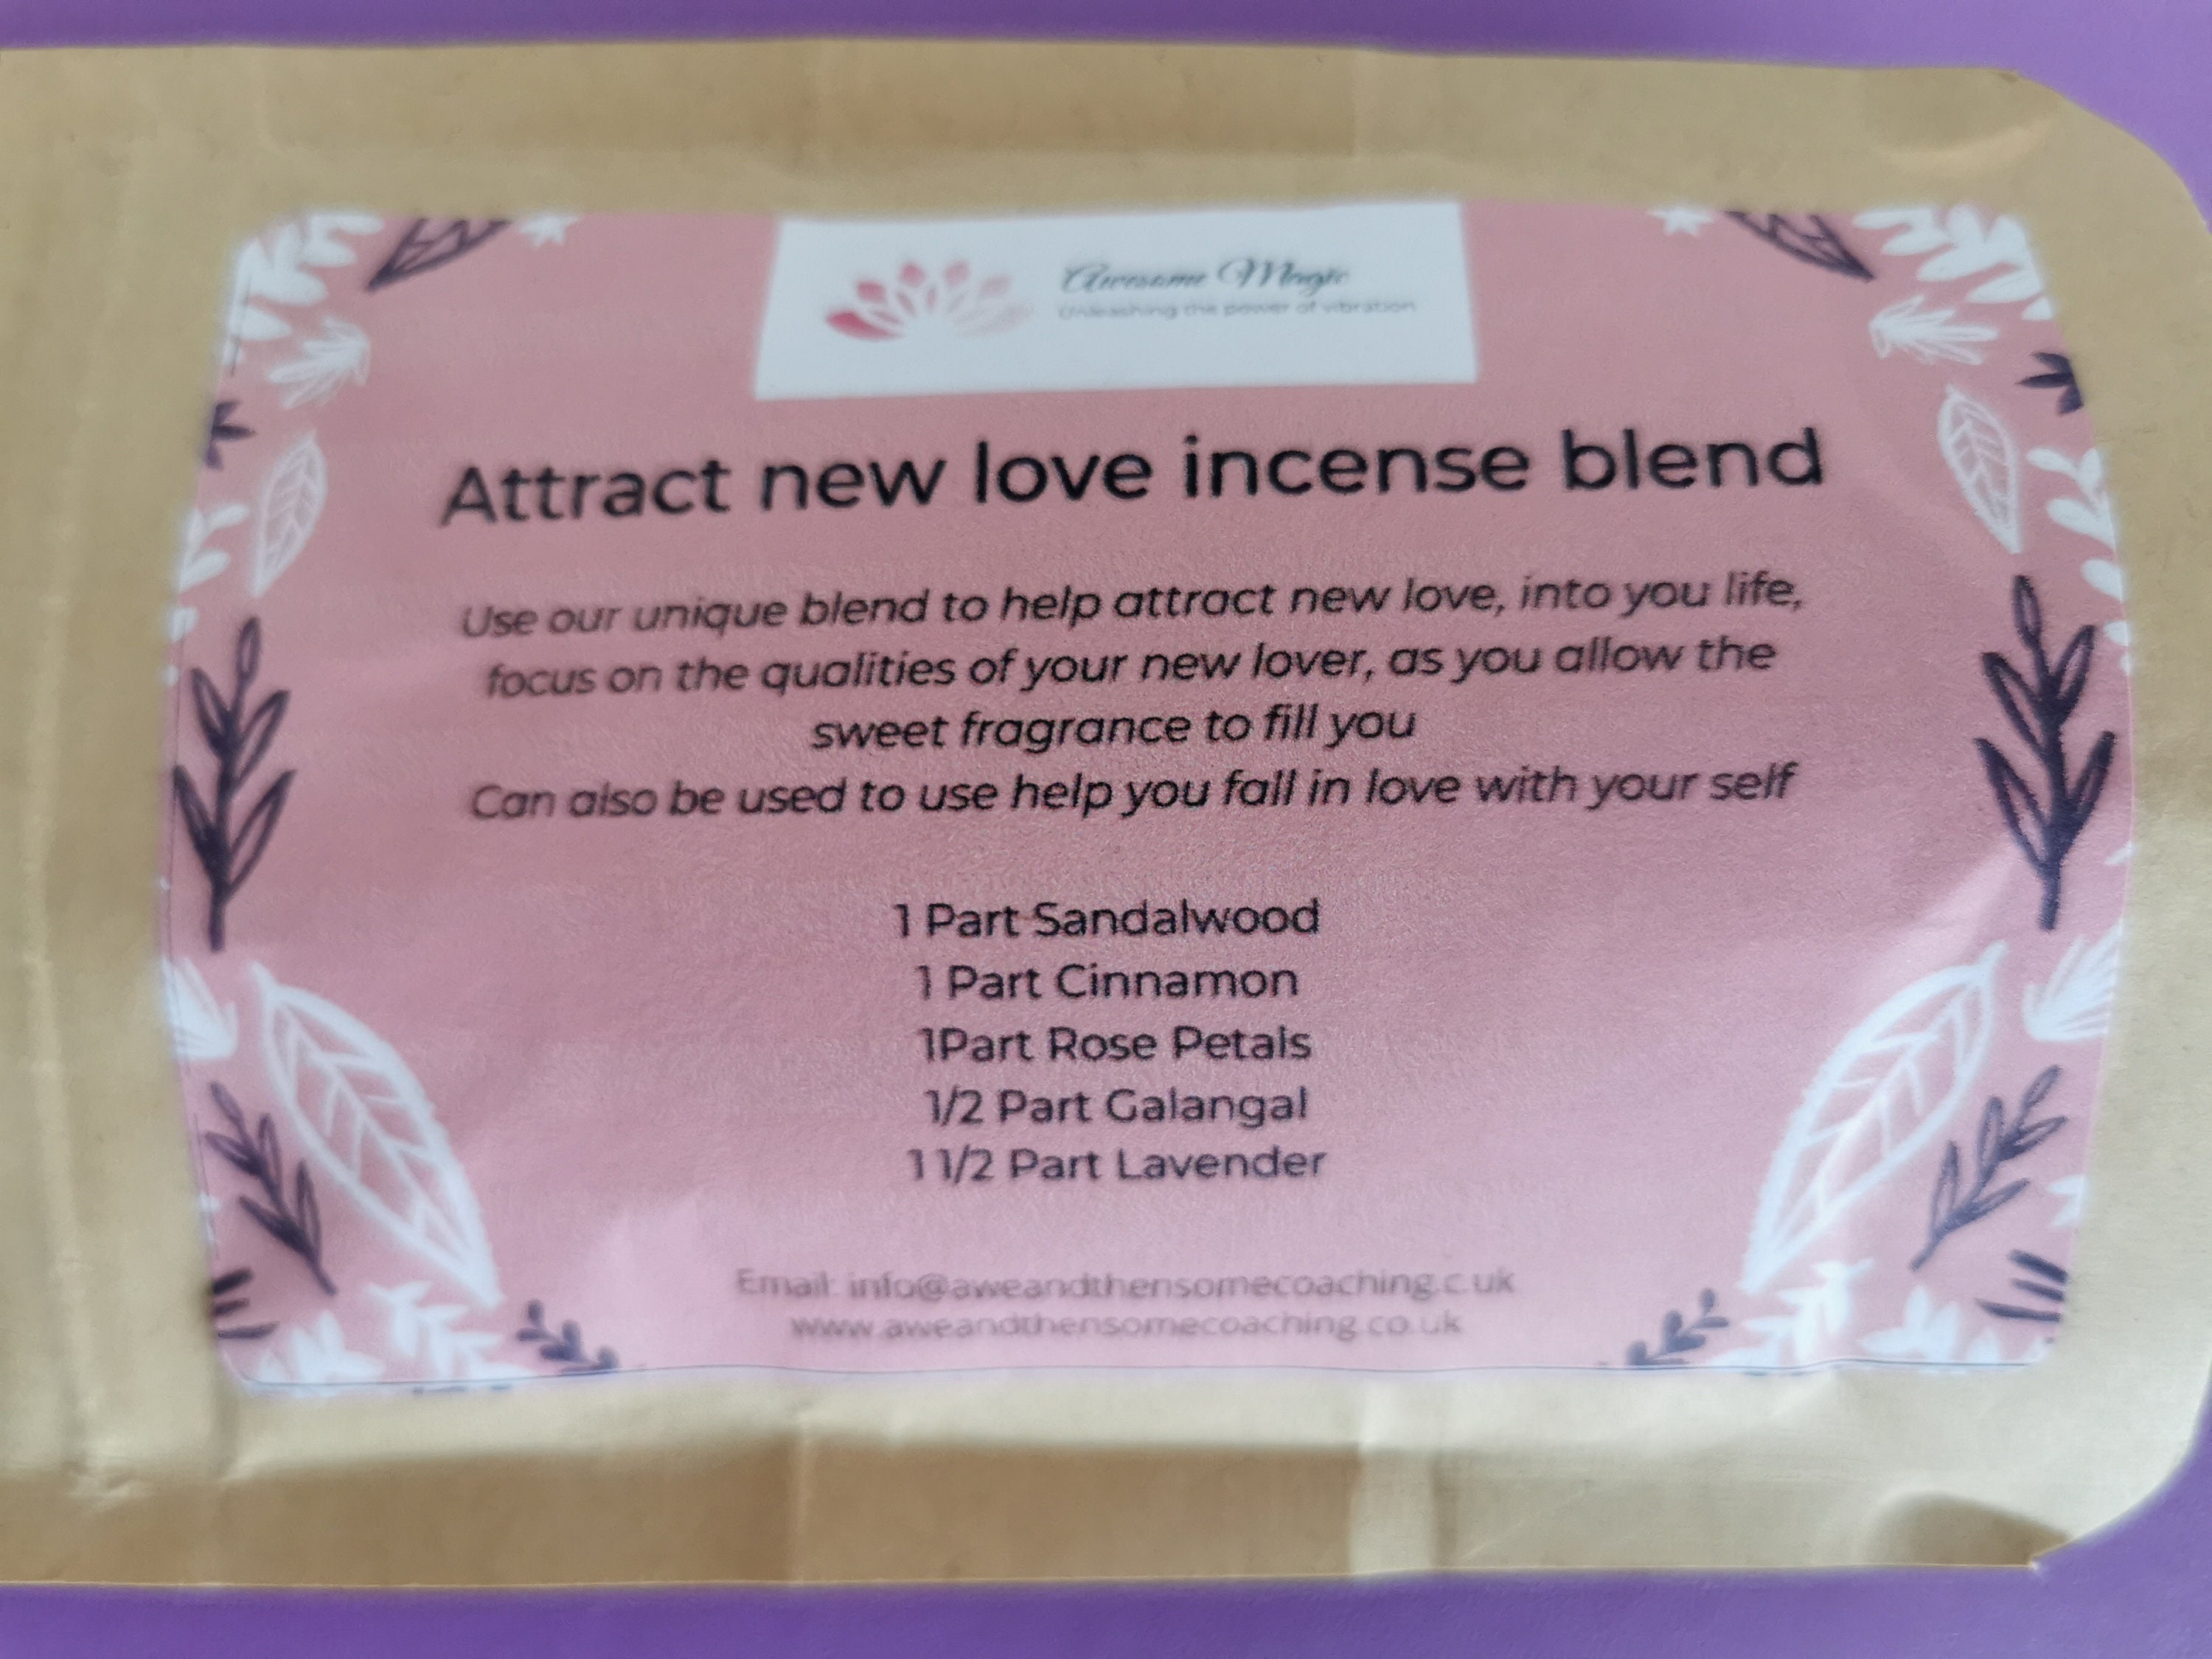 Awesome Magic
Unleashing the power of vibration
Attract new love incense blend
Use our unique blend to help attract new love, into you life,
focus on the qualities of your new lover, as you allow the
sweet fragrance to fill you
Can also be used to use help you fall in love with your self
1 Part Sandalwood
1 Part Cinnamon
1Part Rose Petals
1/2 Part Galangal
1 1/2 Part Lavender
Email: info@aweandthensomecoaching.c.uk
www.aweandthensomecoaching.co.uk